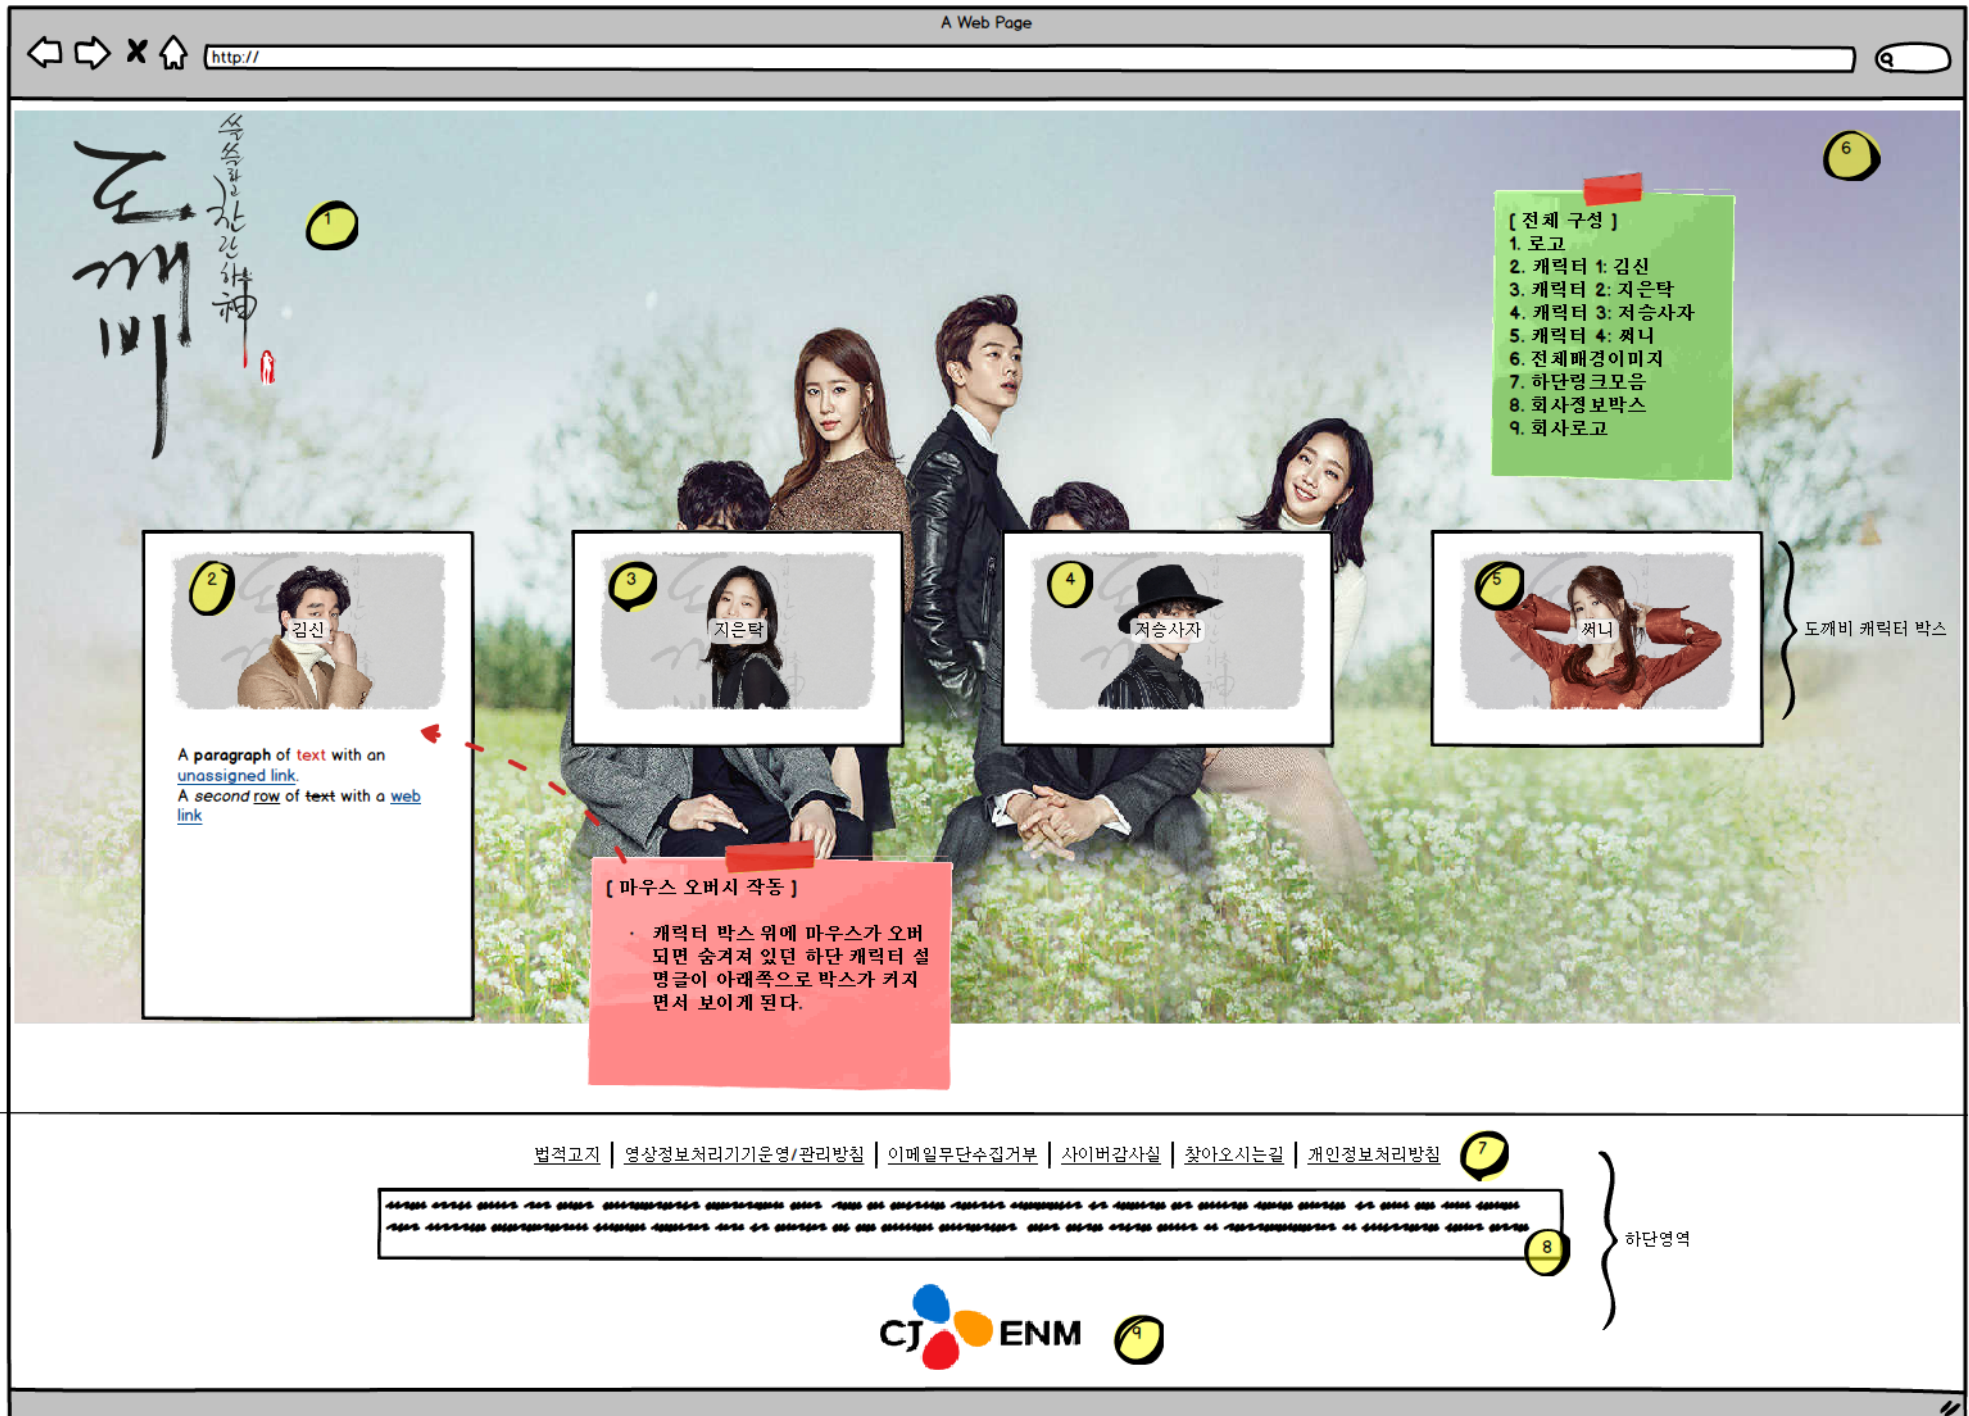 A Web Page
http://
도깨비
쓸쓸하고 찬란하神
1
6
[ 전체 구성 ]
1. 로고
2. 캐릭터 1: 김신
3. 캐릭터 2: 지은탁
4. 캐릭터 3: 저승사자
5. 캐릭터 4: 써니
6. 전체배경이미지
7. 하단링크모음
8. 회사정보박스
9. 회사로고
2
김신
3
지은탁
4
저승사자
5
써니
도깨비 캐릭터 박스
A paragraph of text with an
unassigned link.
A second row of text with a web
link
[ 마우스 오버시 작동 ]
· 캐릭터 박스 위에 마우스가 오버
되면 숨겨져 있던 하단 캐릭터 설
명글이 아래쪽으로 박스가 커지
면서 보이게 된다.
법적고지 | 영상정보처리기기운영/관리방침 | 이메일무단수집거부 | 사이버감사실 | 찾아오시는길 | 개인정보처리방침
7
8
하단영역
CJ ENM
9